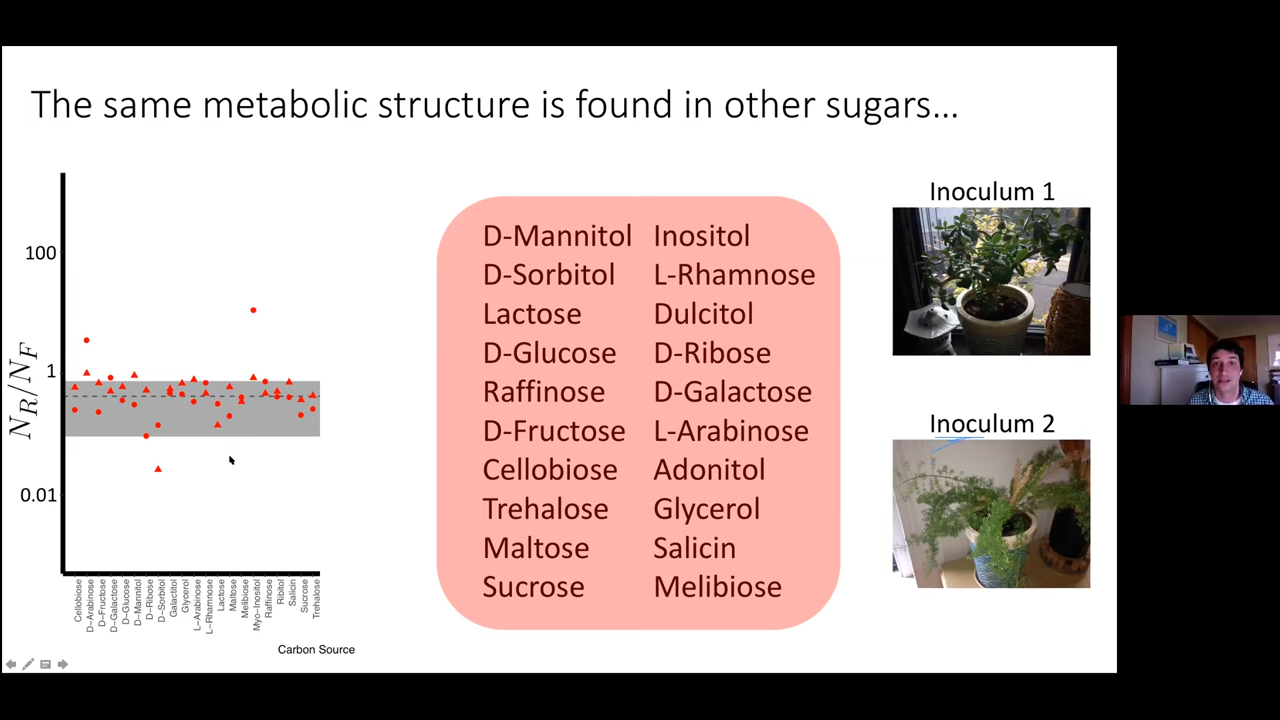 The same metabolic structure is found in other sugars...
N_R/N_F
100
1
0.01
Cellobiose
D-Arabinose
D-Fructose
D-Galactose
D-Glucose
D-Mannitol
D-Ribose
D-Sorbitol
Galactitol
Glycerol
L-Arabinose
L-Rhamnose
Lactose
Maltose
Melibiose
Myo-Inositol
Raffinose
Ribitol
Salicin
Sucrose
Trehalose
Carbon Source
D-Mannitol Inositol
D-Sorbitol L-Rhamnose
Lactose Dulcitol
D-Glucose D-Ribose
Raffinose D-Galactose
D-Fructose L-Arabinose
Cellobiose Adonitol
Trehalose Glycerol
Maltose Salicin
Sucrose Melibiose
Inoculum 1
Inoculum 2